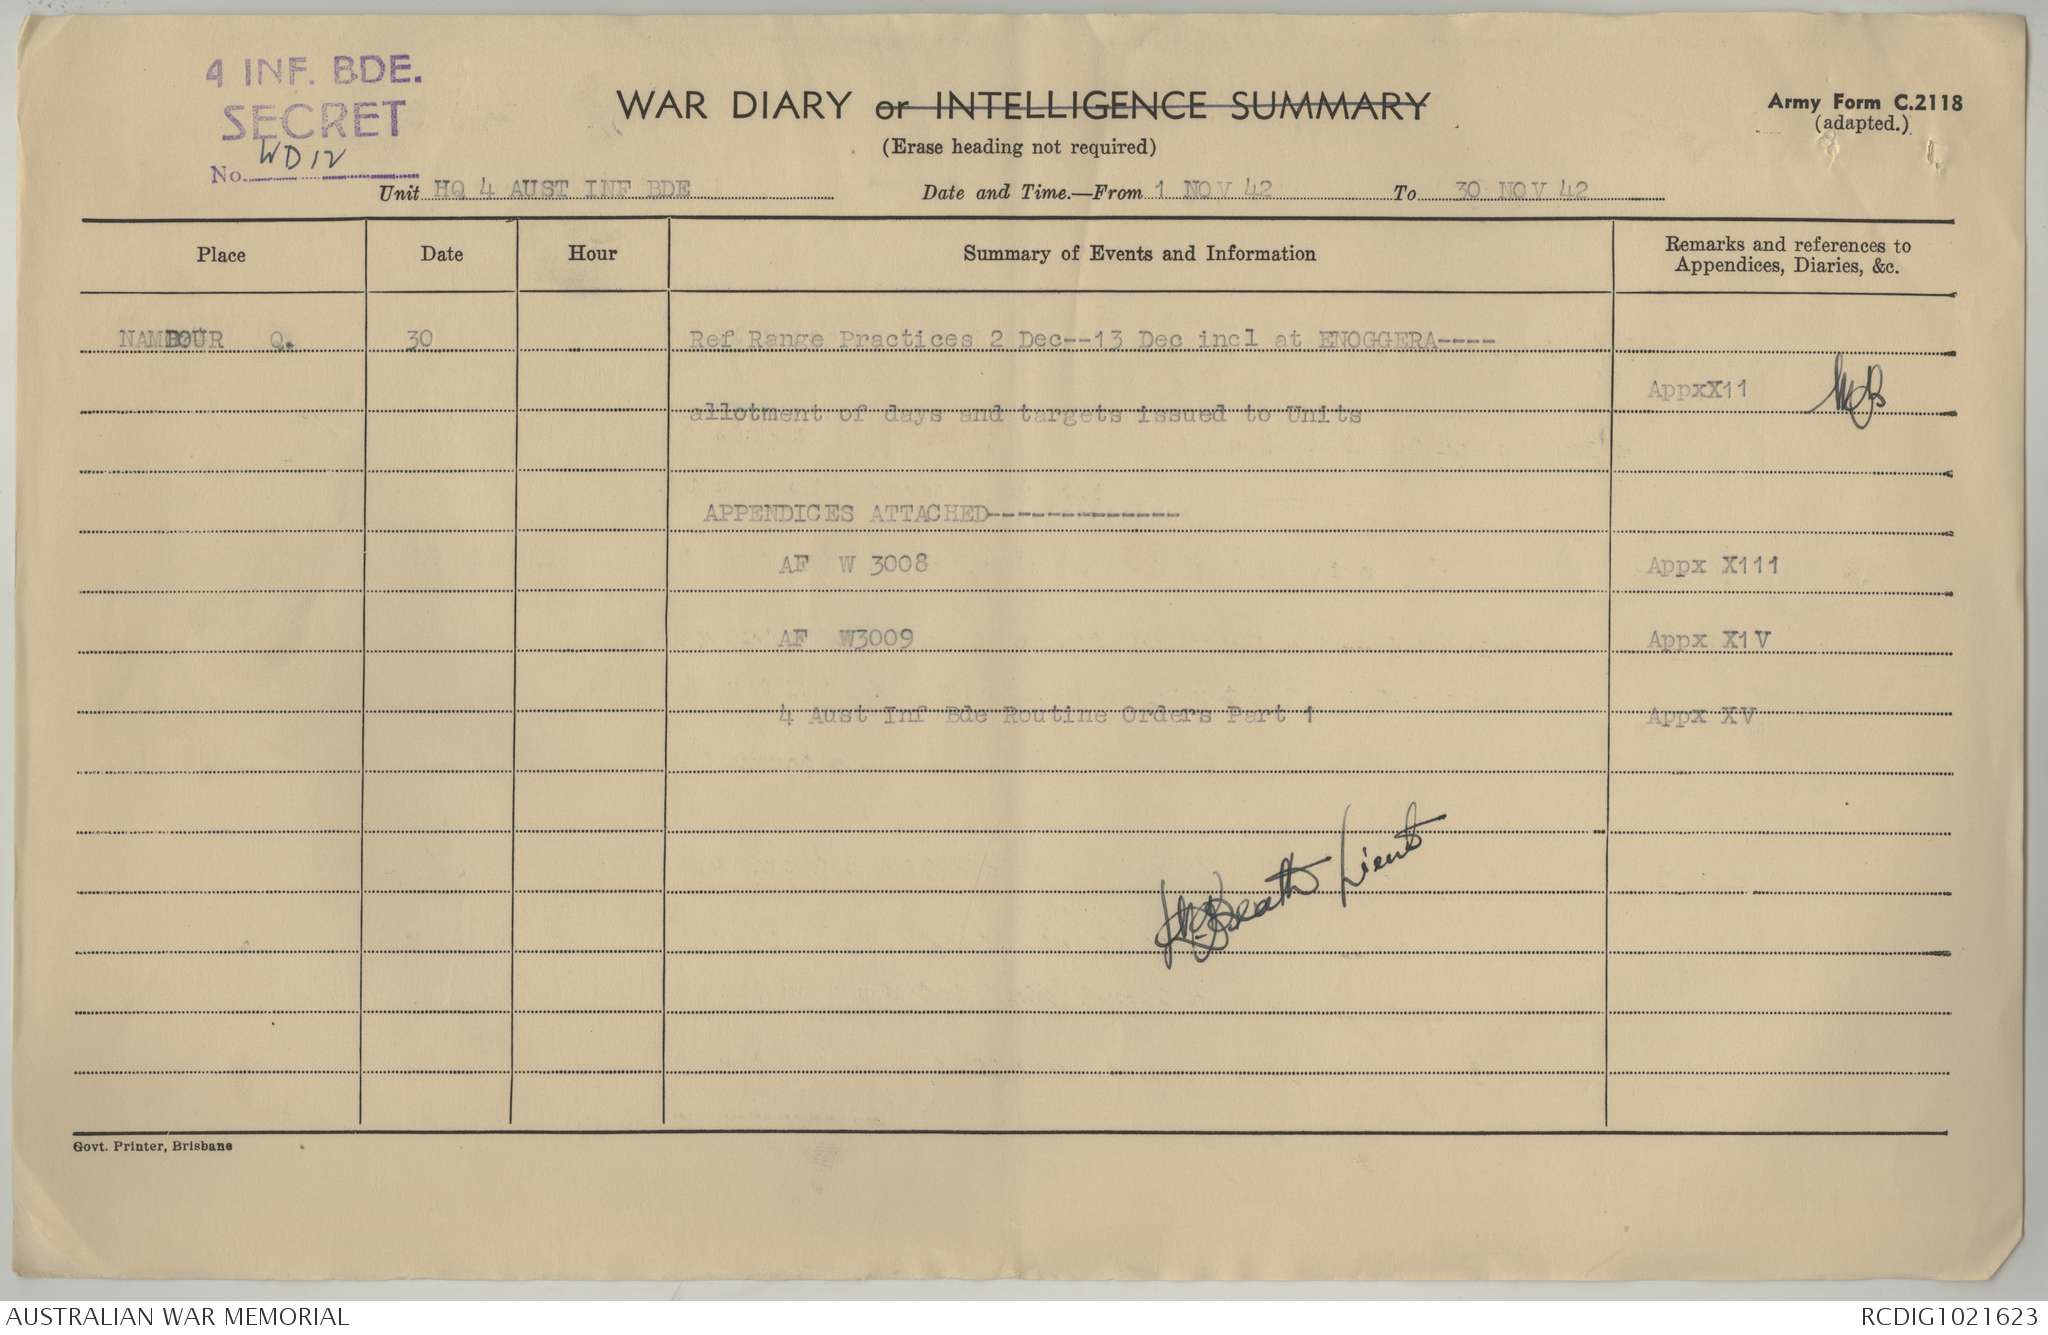 4 INF. BDE.
SECRET
No. WD 12
WAR DIARY or INTELLIGENCE SUMMARY
(Erase heading not required)
Army Form C.2118
(adapted.)
Unit HQ 4 AUST INF BDE Date and Time.—From 1 NOV 42 To 30 NOV 42
Place Date Hour Summary of Events and Information Remarks and references to Appendices, Diaries, &c.
NAMBOUR Q. 30 Ref Range Practices 2 Dec--13 Dec incl at ENOGGERA----
AppxX11
allotment of days and targets issued to Units
APPENDICES ATTACHED-------------
AF W 3008 Appx X111
AF W3009 Appx X1V
4 Aust Inf Bde Routine Orders Part 1 Appx XV
Lieut
Govt. Printer, Brisbane
AUSTRALIAN WAR MEMORIAL RCDIG1021623